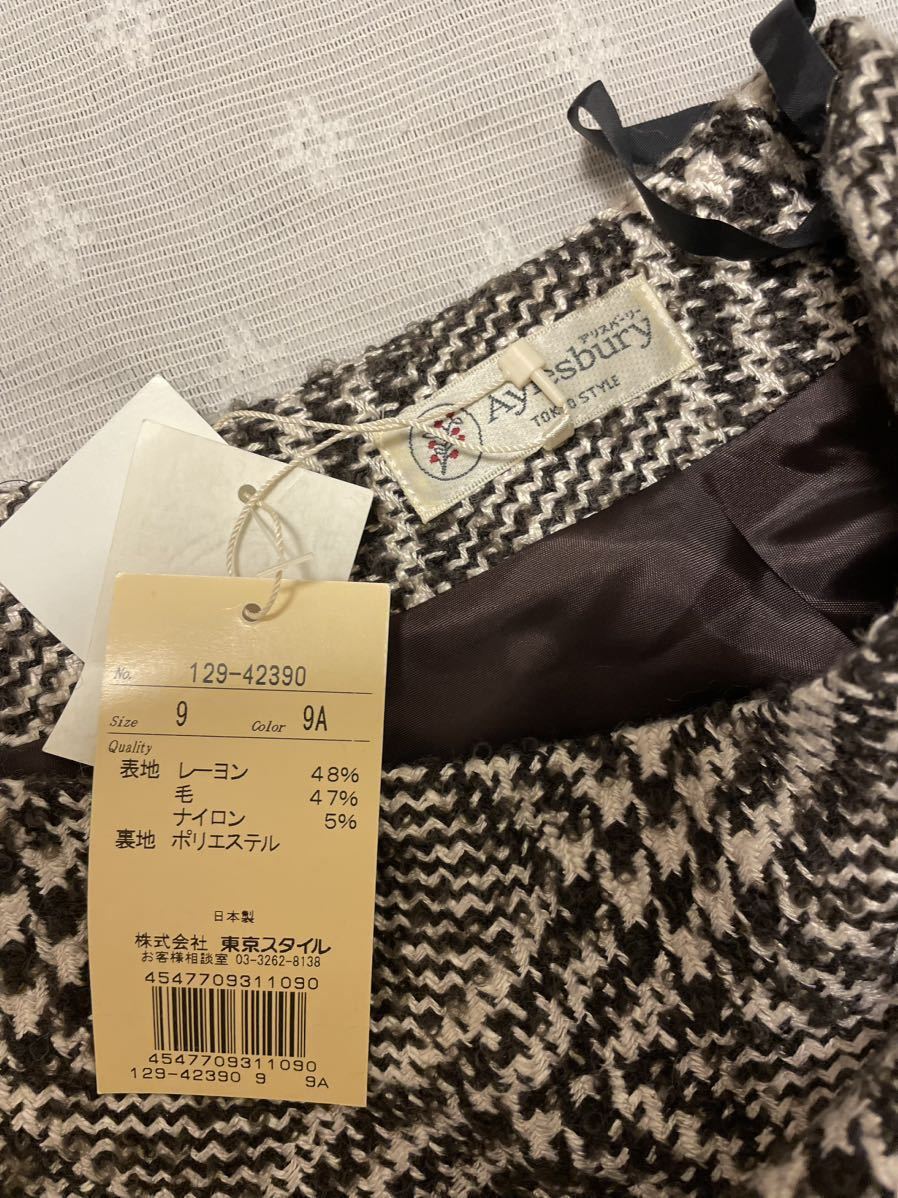 アリスバーリー
Aylesbury
TOKYO STYLE
No. 129-42390
Size 9 Color 9A
Quality
表地 レーヨン 48%
毛 47%
ナイロン 5%
裏地 ポリエステル
日本製
株式会社 東京スタイル
お客様相談室 03-3262-8138
4547709311090
4547709311090
129-42390 9 9A